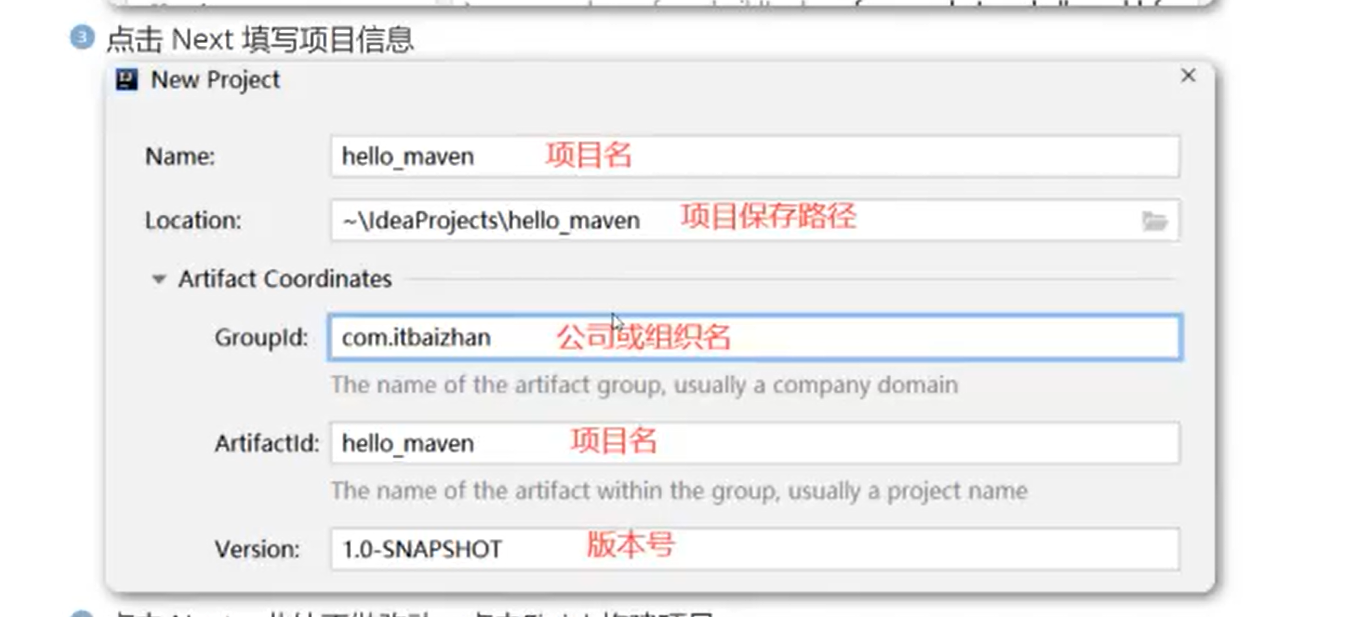 3 点击 Next 填写项目信息
New Project
Name: hello_maven 项目名
Location: ~\IdeaProjects\hello_maven 项目保存路径
Artifact Coordinates
GroupId: com.itbaizhan 公司或组织名
The name of the artifact group, usually a company domain
ArtifactId: hello_maven 项目名
The name of the artifact within the group, usually a project name
Version: 1.0-SNAPSHOT 版本号